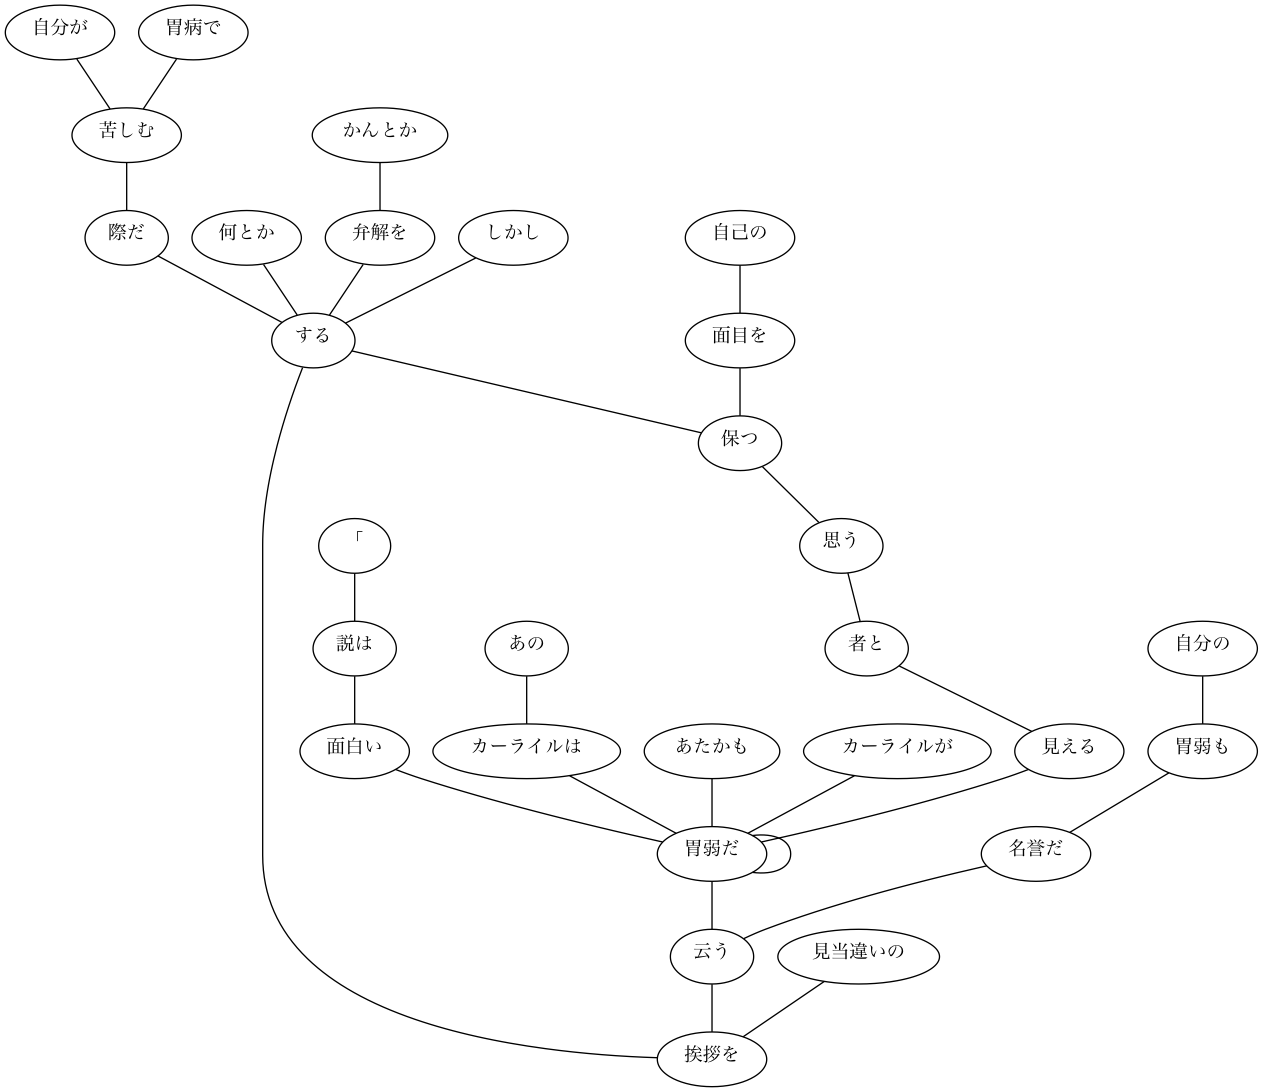 自分が 胃病で
苦しむ かんとか
際だ 何とか 弁解を しかし 自己の
する 面目を
保つ
「 思う
説は あの 者と 自分の
面白い カーライルは あたかも カーライルが 見える 胃弱も
胃弱だ 名誉だ
云う 見当違いの
挨拶を